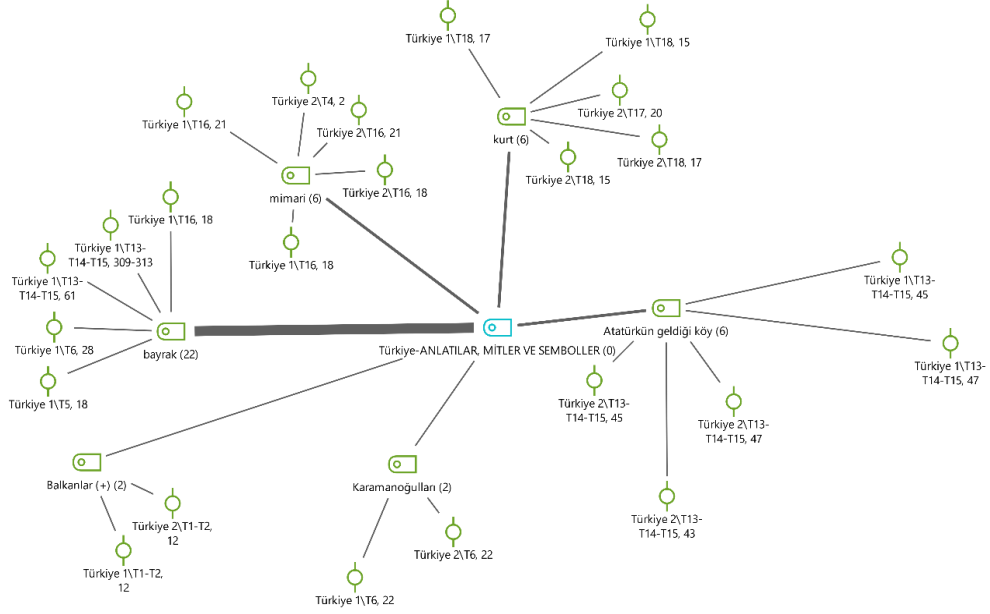 Türkiye 1\T18, 17
Türkiye 1\T18, 15
Türkiye 2\T4, 2
Türkiye 2\T17, 20
Türkiye 1\T16, 21
Türkiye 2\T16, 21
kurt (6)
Türkiye 2\T18, 17
Türkiye 2\T18, 15
mimari (6)
Türkiye 2\T16, 18
Türkiye 1\T16, 18
Türkiye 1\T13-
T14-T15, 309-313
Türkiye 1\T16, 18
Türkiye 1\T13-
T14-T15, 61
Türkiye 1\T13-
T14-T15, 45
Türkiye 1\T6, 28
bayrak (22)
Türkiye-ANLATILAR, MİTLER VE SEMBOLLER (0)
Atatürkün geldiği köy (6)
Türkiye 1\T13-
T14-T15, 47
Türkiye 1\T5, 18
Türkiye 2\T13-
T14-T15, 45
Türkiye 2\T13-
T14-T15, 47
Balkanlar (+) (2)
Karamanoğulları (2)
Türkiye 2\T1-T2,
12
Türkiye 2\T13-
T14-T15, 43
Türkiye 2\T6, 22
Türkiye 1\T1-T2,
12
Türkiye 1\T6, 22